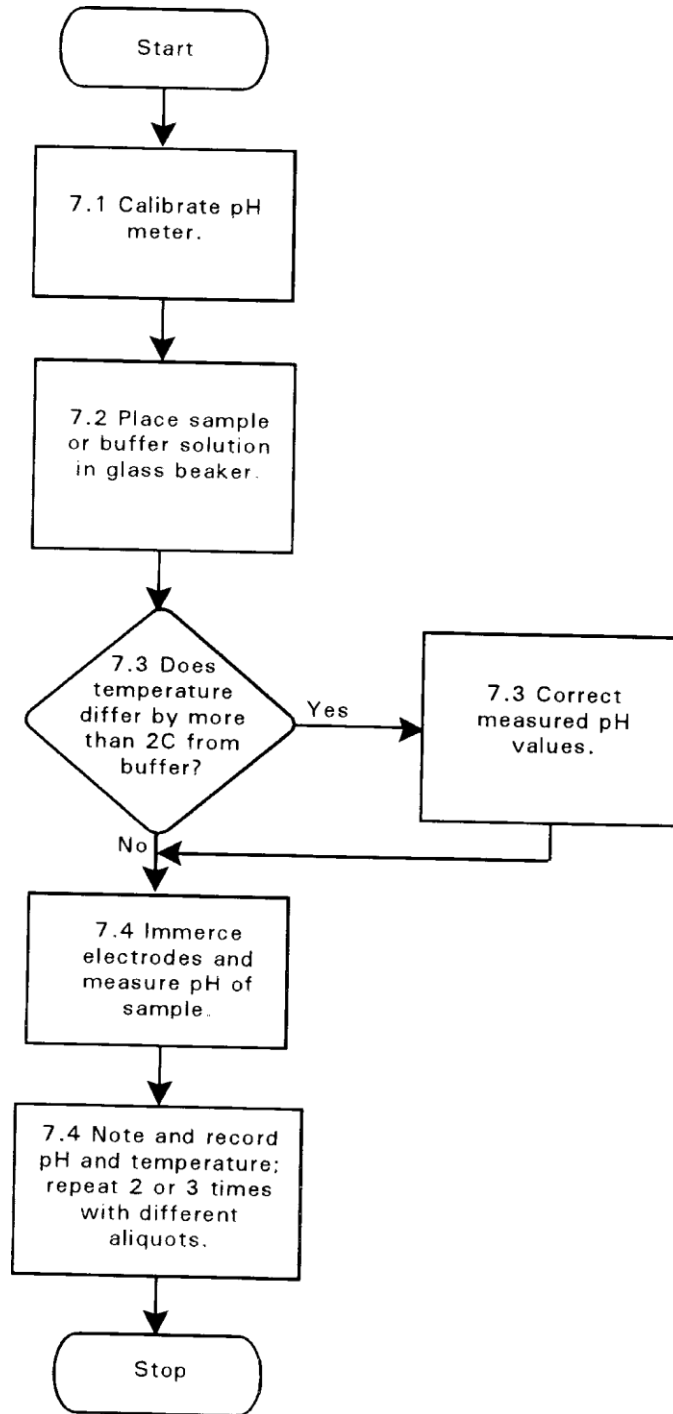 Start
7.1 Calibrate pH
meter.
7.2 Place sample
or buffer solution
in glass beaker.
7.3 Does
temperature
differ by more
than 2C from
buffer?
Yes
7.3 Correct
measured pH
values.
No
7.4 Immerce
electrodes and
measure pH of
sample.
7.4 Note and record
pH and temperature;
repeat 2 or 3 times
with different
aliquots.
Stop